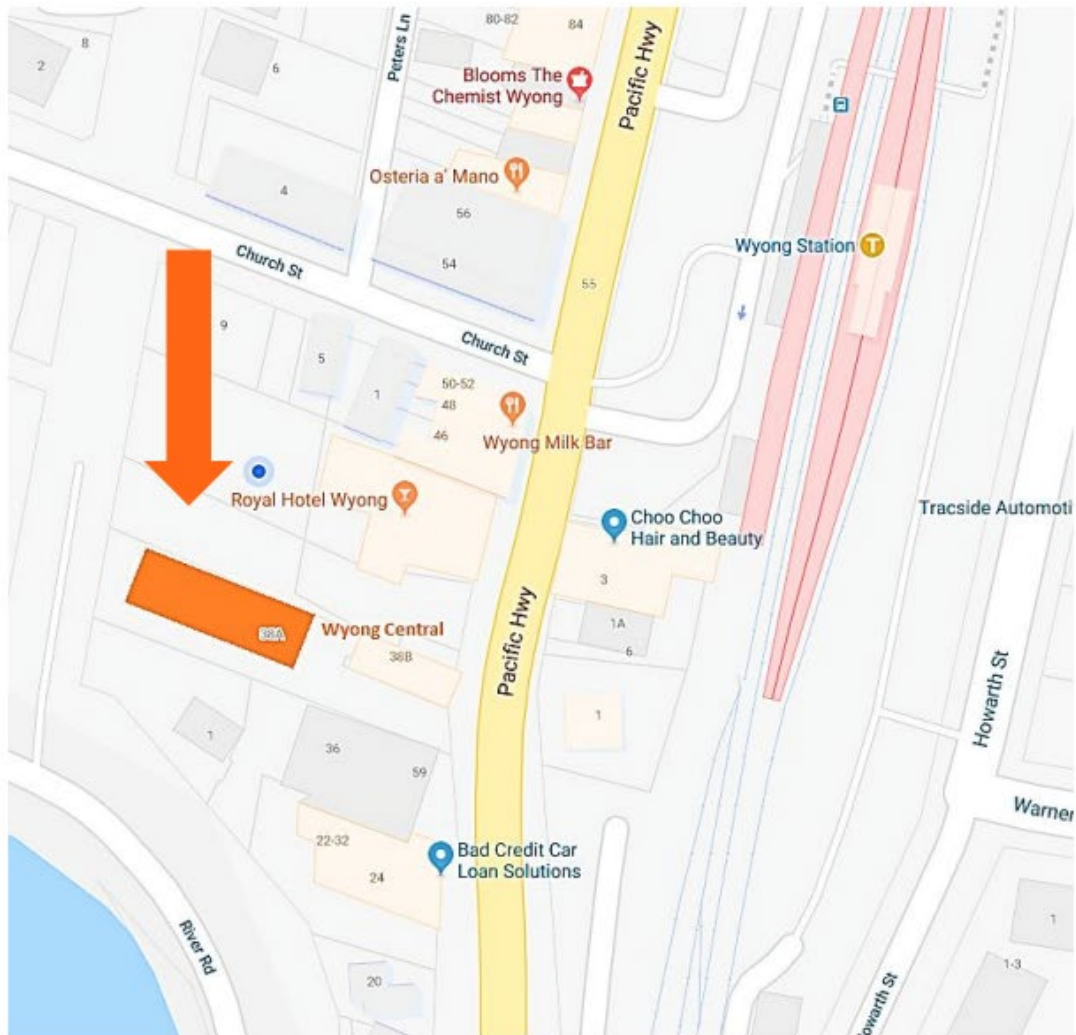 80-82
84
8
2
6
Peters Ln
Blooms The
Chemist Wyong
Pacific Hwy
Osteria a' Mano
4
56
54
Wyong Station
T
Church St
55
9
5
1
Church St
50-52
48
46
Wyong Milk Bar
Royal Hotel Wyong
Choo Choo
Hair and Beauty
Tracside Automoti
3
1A
6
38A
Wyong Central
38B
Pacific Hwy
1
1
36
59
Howarth St
Warner
22-32
24
Bad Credit Car
Loan Solutions
River Rd
20
1
1-3
owarth St